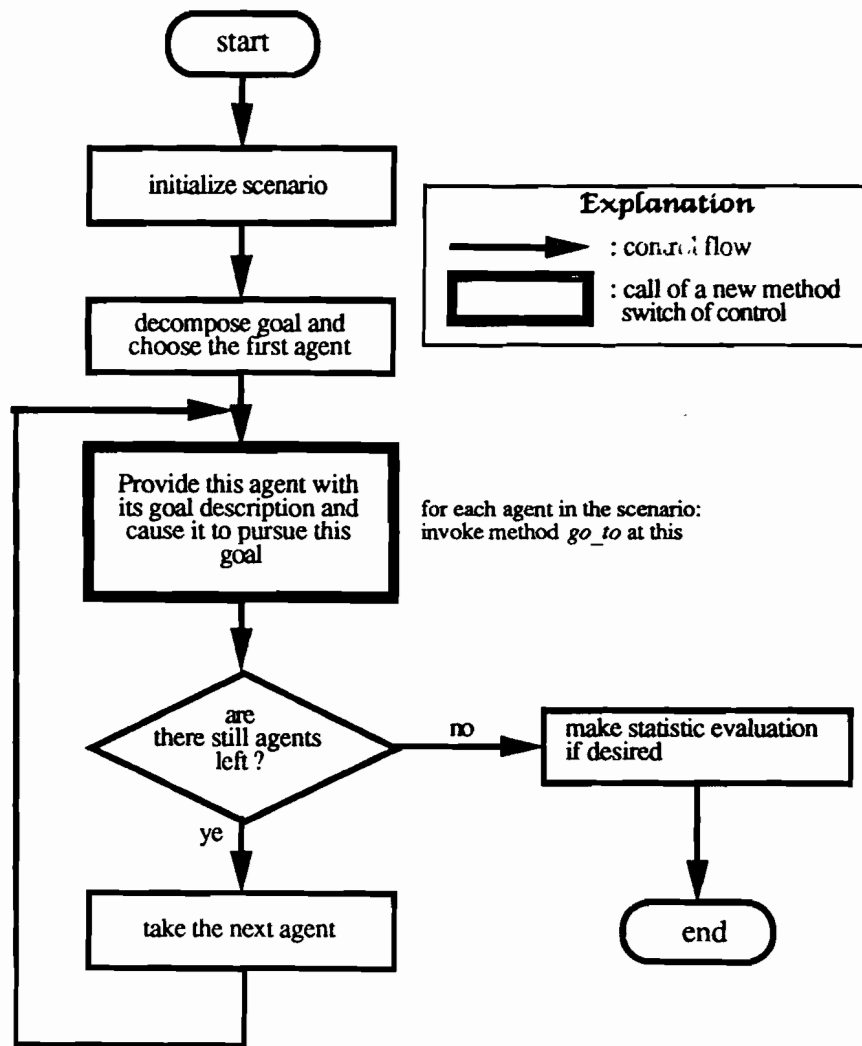 start
initialize scenario
Explanation
: control flow
: call of a new method
switch of control
decompose goal and
choose the first agent
Provide this agent with
its goal description and
cause it to pursue this
goal
for each agent in the scenario:
invoke method go_to at this
are
there still agents
left ?
no
make statistic evaluation
if desired
ye
take the next agent
end